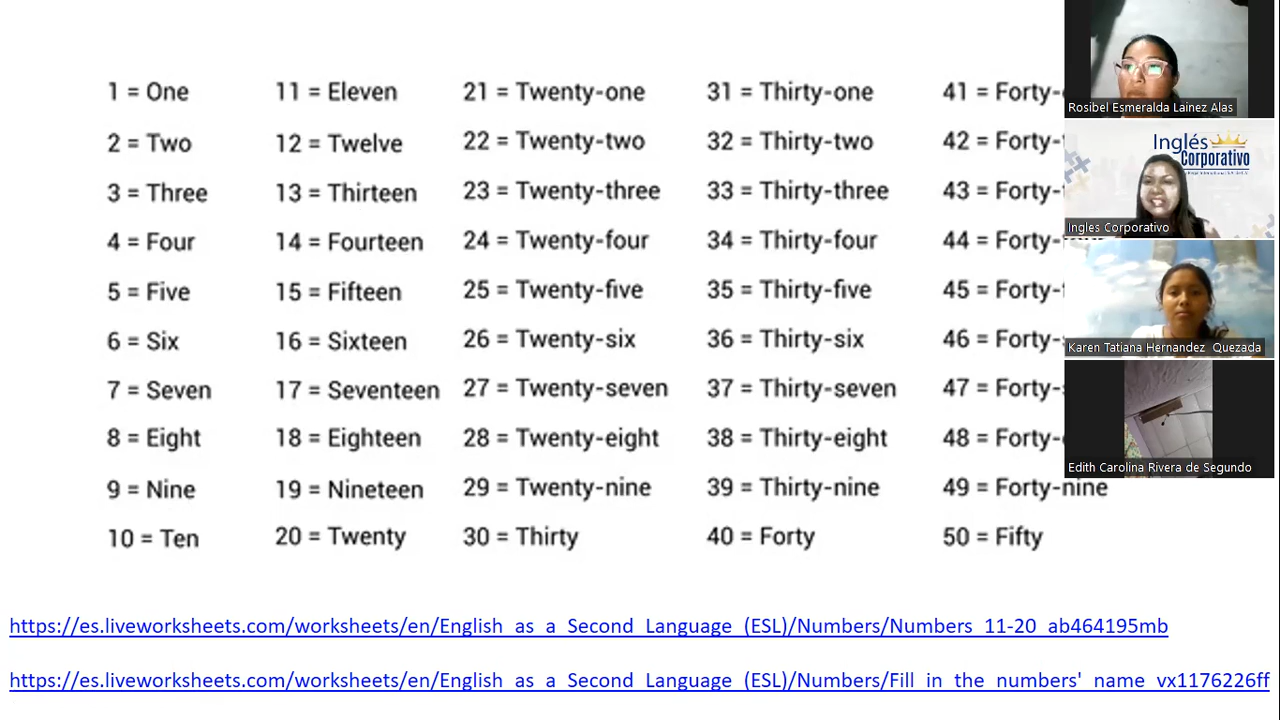 1 = One
2 = Two
3 = Three
4 = Four
5 = Five
6 = Six
7 = Seven
8 = Eight
9 = Nine
10 = Ten
11 = Eleven
12 = Twelve
13 = Thirteen
14 = Fourteen
15 = Fifteen
16 = Sixteen
17 = Seventeen
18 = Eighteen
19 = Nineteen
20 = Twenty
21 = Twenty-one
22 = Twenty-two
23 = Twenty-three
24 = Twenty-four
25 = Twenty-five
26 = Twenty-six
27 = Twenty-seven
28 = Twenty-eight
29 = Twenty-nine
30 = Thirty
31 = Thirty-one
32 = Thirty-two
33 = Thirty-three
34 = Thirty-four
35 = Thirty-five
36 = Thirty-six
37 = Thirty-seven
38 = Thirty-eight
39 = Thirty-nine
40 = Forty
41 = Forty-
42 = Forty-
43 = Forty-
44 = Forty-
45 = Forty-
46 = Forty-
47 = Forty-
48 = Forty-
49 = Forty-nine
50 = Fifty
https://es.liveworksheets.com/worksheets/en/English_as_a_Second_Language_(ESL)/Numbers/Numbers_11-20_ab464195mb
https://es.liveworksheets.com/worksheets/en/English_as_a_Second_Language_(ESL)/Numbers/Fill_in_the_numbers'_name_vx1176226ff
Rosibel Esmeralda Lainez Alas
Inglés
Corporativo
Ingles Corporativo
Karen Tatiana Hernandez Quezada
Edith Carolina Rivera de Segundo